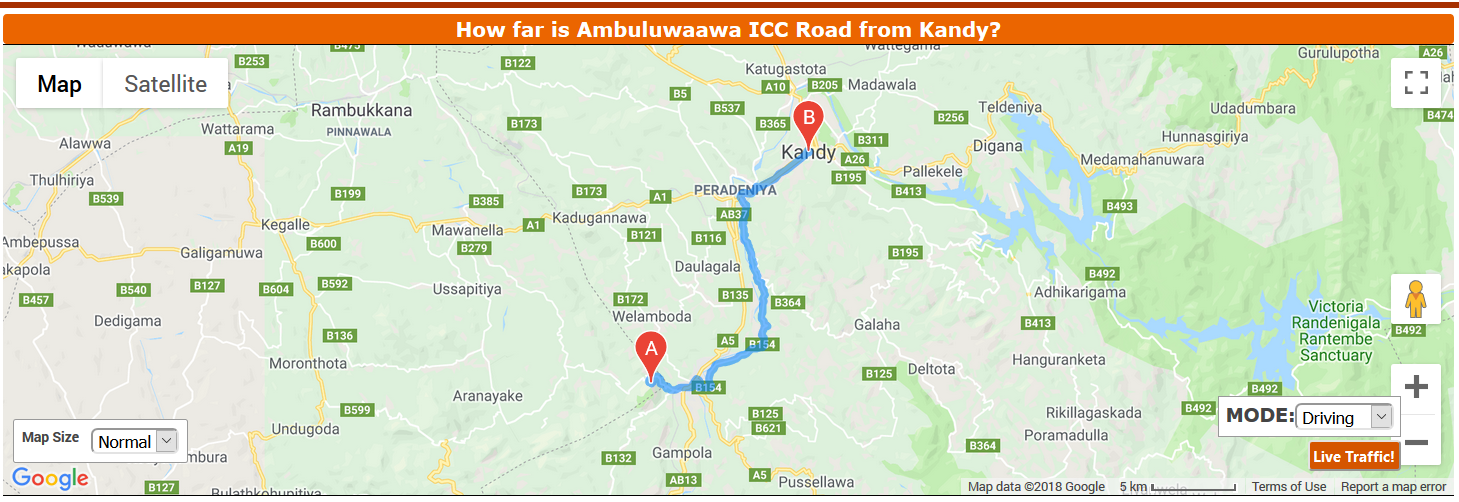 How far is Ambuluwaawa ICC Road from Kandy?
Map
Satellite
B253
B473
B122
Katugastota
Wattegama
Gurulupotha
A26
Rambukkana
PINNAWALA
B5
A10
B205
Madawala
B537
B
Teldeniya
Udadumbara
B474
Alawwa
Wattarama
A19
B173
B365
B256
Hunnasgiriya
Kandy
B311
Digana
A26
Medamahanuwara
Thulhiriya
B195
Pallekele
B539
B199
B173
A1
PERADENIYA
B413
B385
AB37
B493
Kegalle
Mawanella
A1
Kadugannawa
Ambepussa
B600
B279
B121
B116
Galigamuwa
B195
akapola
Daulagala
B492
B457
B540
B127
B604
B592
Ussapitiya
B172
B135
B364
Adhikarigama
Dedigama
Welamboda
Galaha
B413
Victoria
Randenigala
Rantembe
Sanctuary
B492
B136
A
A5
B154
Moronthota
B154
B125
Deltota
Hanguranketa
B492
Aranayake
B599
B125
B621
Rikillagaskada
B492
MODE:
Driving
Map Size
Normal
Undugoda
Poramadulla
B364
mbura
B132
Gampola
Live Traffic!
Google
B127
Bulathkohupitiya
AB13
A5
Pussellawa
Map data ©2018 Google
5 km
Terms of Use
Report a map error